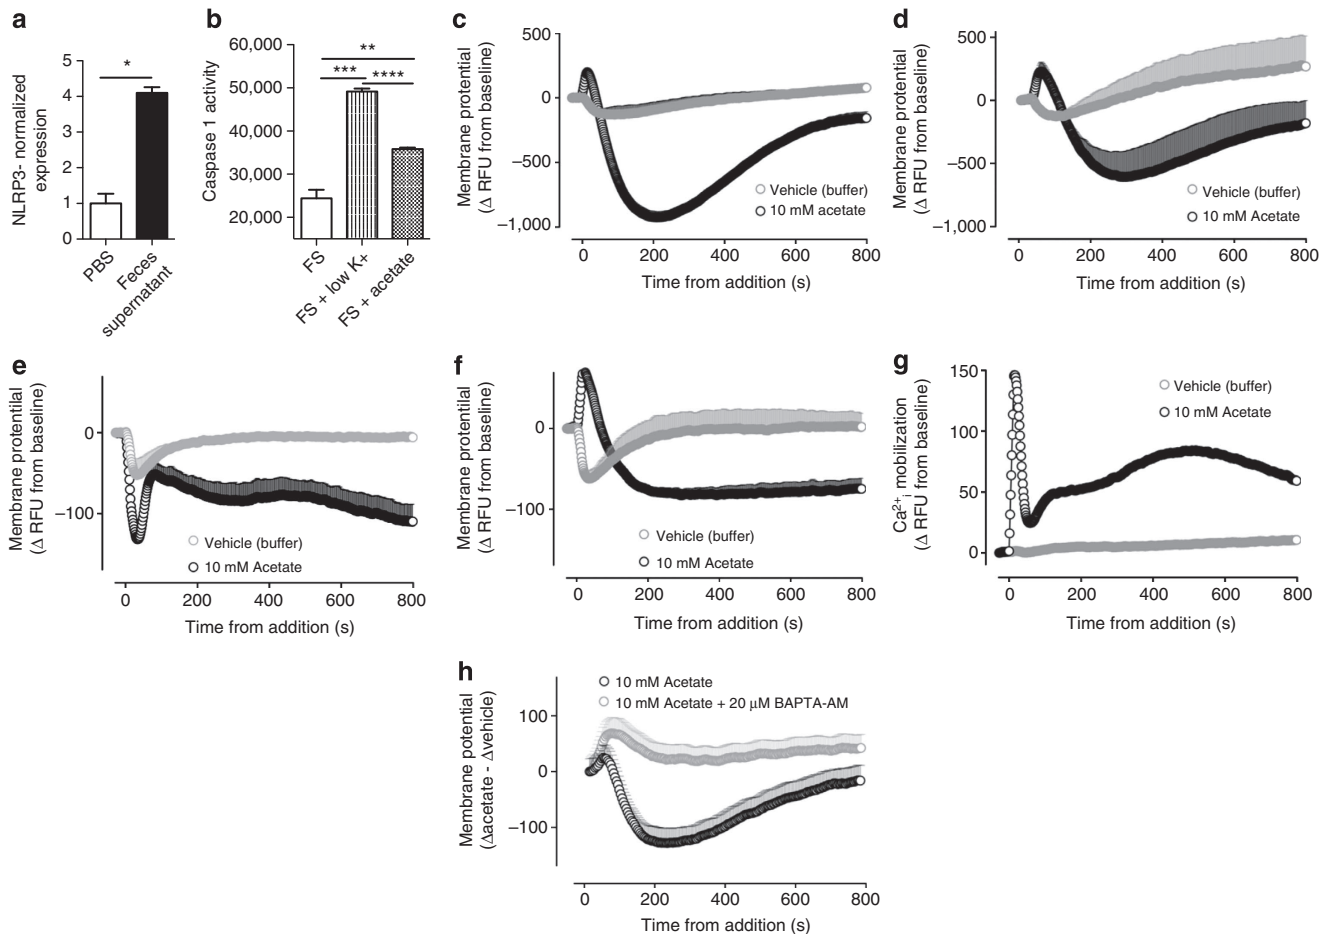 a
NLRP3- normalized
expression
5
4
3
2
1
0
*
PBS
Feces
supernatant
b
Caspase 1 activity
60,000
50,000
40,000
30,000
20,000
**
*** ****
FS
FS + low K+
FS + acetate
c
Membrane potential
(Δ RFU from baseline)
500
0
−500
−1,000
Vehicle (buffer)
10 mM acetate
0 200 400 600 800
Time from addition (s)
d
Membrane potential
(Δ RFU from baseline)
500
0
−500
−1,000
Vehicle (buffer)
10 mM Acetate
0 200 400 600 800
Time from addition (s)
e
Membrane potentilal
(Δ RFU from baseline)
0
−100
Vehicle (buffer)
10 mM Acetate
0 200 400 600 800
Time from addition (s)
f
Membrane potentilal
(Δ RFU from baseline)
0
−100
Vehicle (buffer)
10 mM Acetate
0 200 400 600 800
Time from addition (s)
g
Ca2+i mobilization
(Δ RFU from baseline)
150
100
50
0
Vehicle (buffer)
10 mM Acetate
0 200 400 600 800
Time from addition (s)
h
Membrane potential
(Δacetate - Δvehicle)
100
0
−100
10 mM Acetate
10 mM Acetate + 20 μM BAPTA-AM
0 200 400 600 800
Time from addition (s)